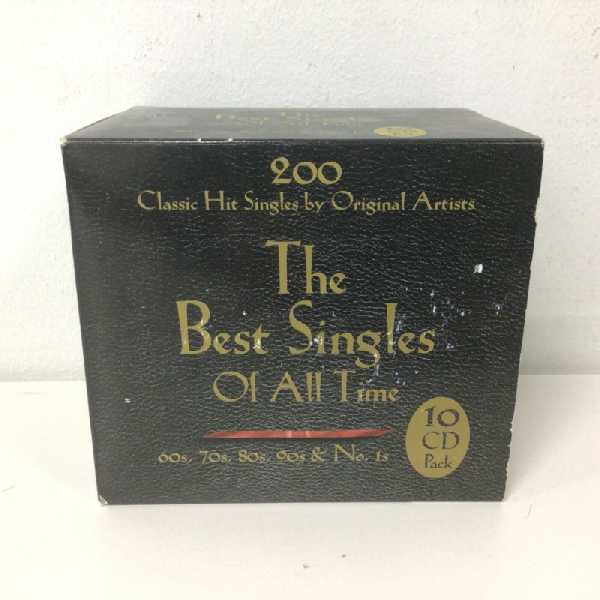 200
Classic Hit Singles by Original Artists
The
Best Singles
Of All Time
60s, 70s, 80s, 90s & No. 1s
10
CD
Pack